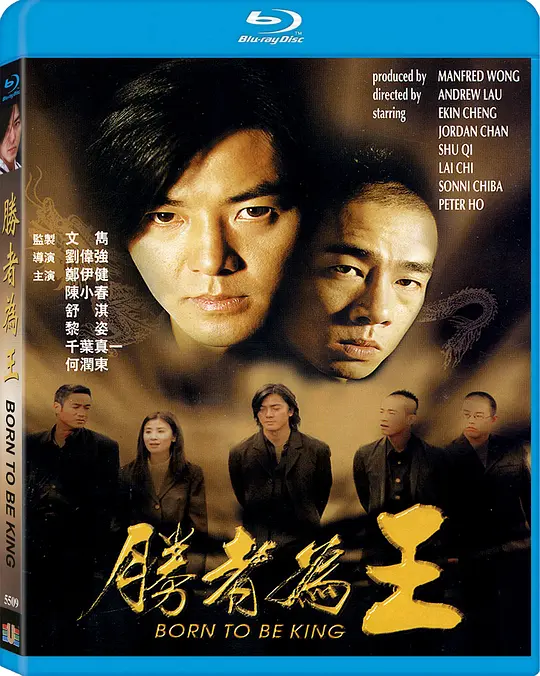 Blu-ray Disc
produced by MANFRED WONG
directed by ANDREW LAU
starring EKIN CHENG
JORDAN CHAN
SHU QI
LAI CHI
SONNI CHIBA
PETER HO
監製 文雋
導演 劉偉強
主演 鄭伊健
陳小春
舒淇
黎姿
千葉真一
何潤東
勝者為王
BORN TO BE KING
勝者為王
BORN TO BE KING
5509